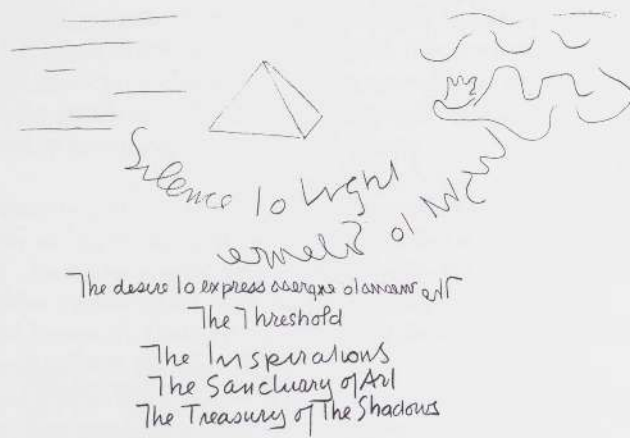 Silence to Light
Light to Silence
The desire to express The means to express
The Threshold
The Inspirations
The Sanctuary of Art
The Treasury of The Shadows